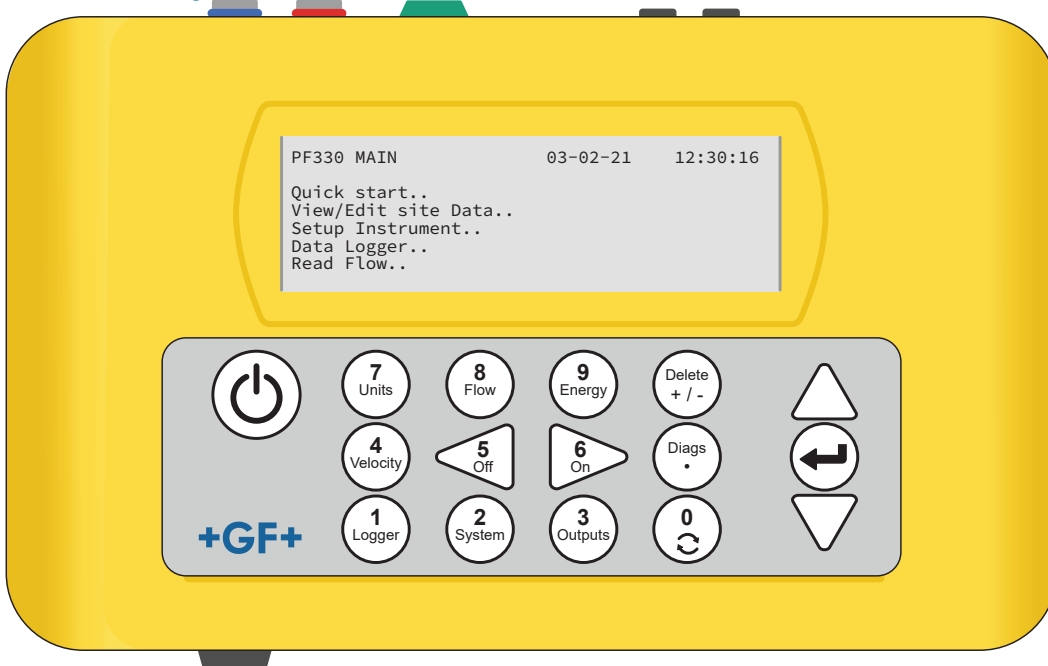 PF330 MAIN 03-02-21 12:30:16
Quick start..
View/Edit site Data..
Setup Instrument..
Data Logger..
Read Flow..
7 8 9 Delete
Units Flow Energy + / -
4 5 6 Diags
Velocity Off On .
1 2 3 0
Logger System Outputs
+GF+